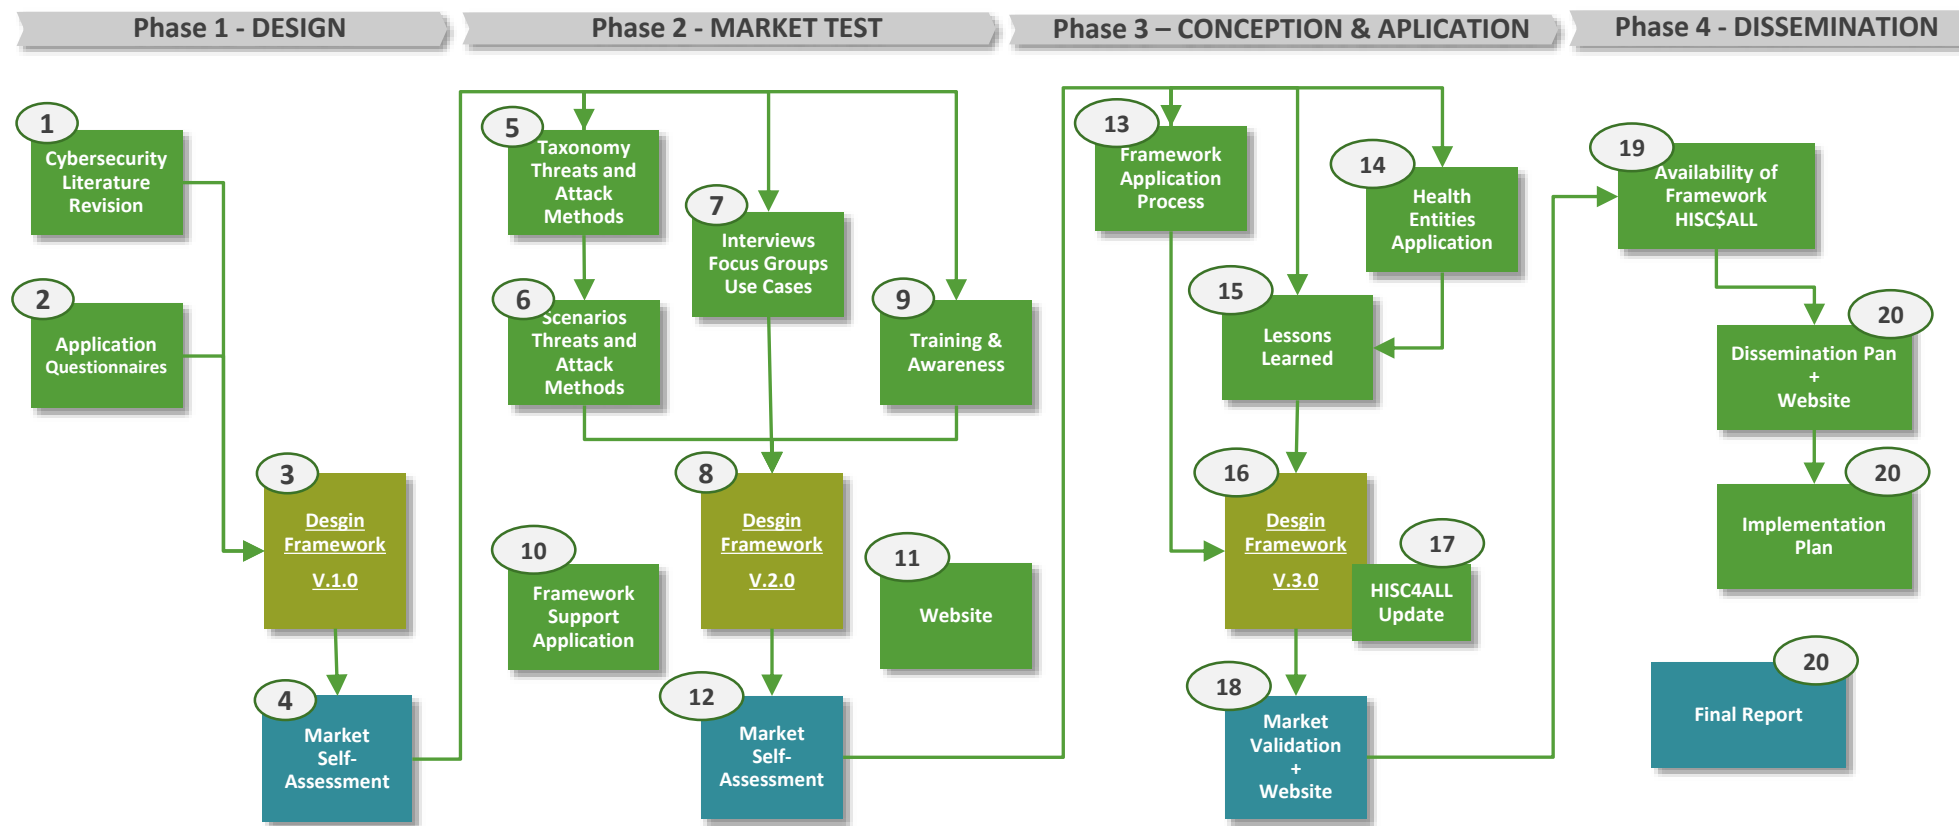 Phase 1 - DESIGN
Phase 2 - MARKET TEST
Phase 3 – CONCEPTION & APLICATION
Phase 4 - DISSEMINATION
1
Cybersecurity
Literature
Revision
2
Application
Questionnaires
3
Desgin
Framework
V.1.0
4
Market
Self-
Assessment
5
Taxonomy
Threats and
Attack
Methods
6
Scenarios
Threats and
Attack
Methods
7
Interviews
Focus Groups
Use Cases
9
Training &
Awareness
8
Desgin
Framework
V.2.0
10
Framework
Support
Application
11
Website
12
Market
Self-
Assessment
13
Framework
Application
Process
14
Health
Entities
Application
15
Lessons
Learned
16
Desgin
Framework
V.3.0
17
HISC4ALL
Update
18
Market
Validation
+
Website
19
Availability of
Framework
HISC$ALL
20
Dissemination Pan
+
Website
20
Implementation
Plan
20
Final Report